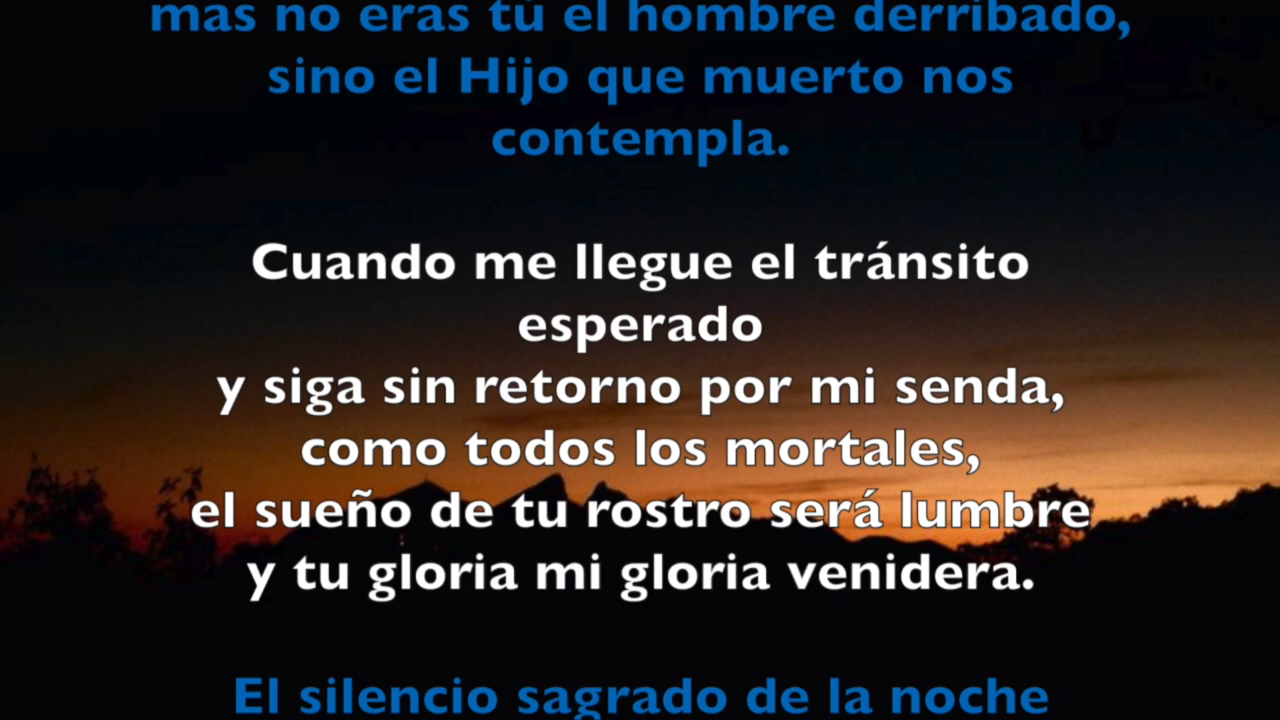 mas no eras tú el hombre derribado,
sino el Hijo que muerto nos
contempla.
Cuando me llegue el tránsito
esperado
y siga sin retorno por mi senda,
como todos los mortales,
el sueño de tu rostro será lumbre
y tu gloria mi gloria venidera.
El silencio sagrado de la noche